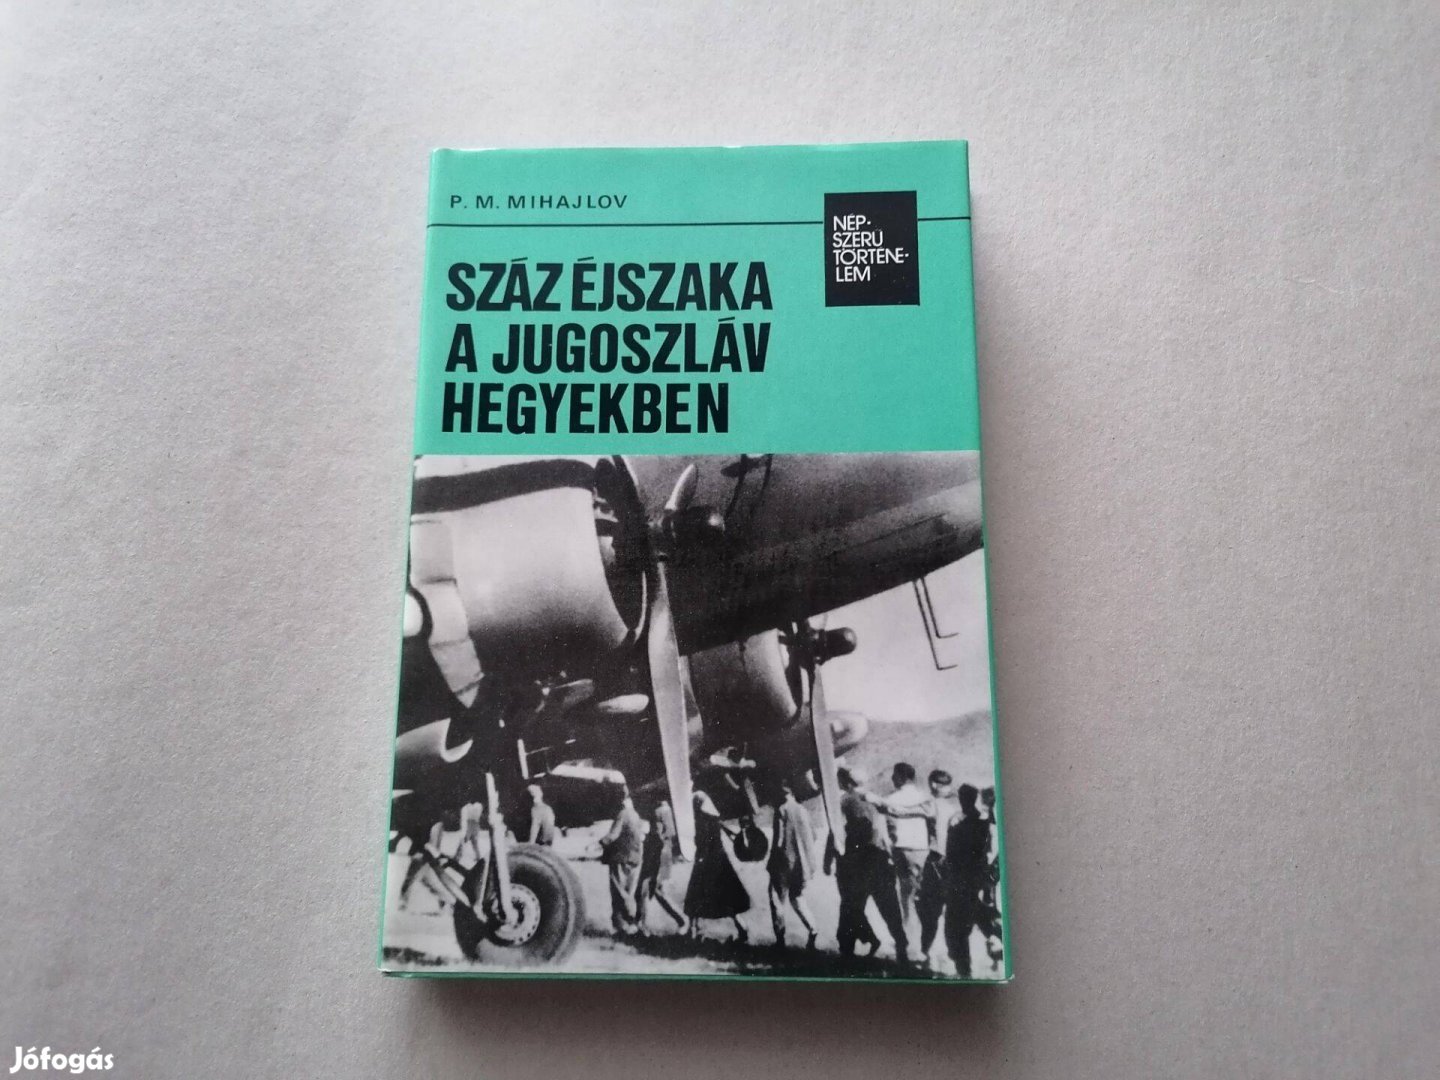 P. M. MIHAJLOV
NÉP-
SZERŰ
TÖRTÉNE-
LEM
SZÁZ ÉJSZAKA
A JUGOSZLÁV
HEGYEKBEN
Jófogás